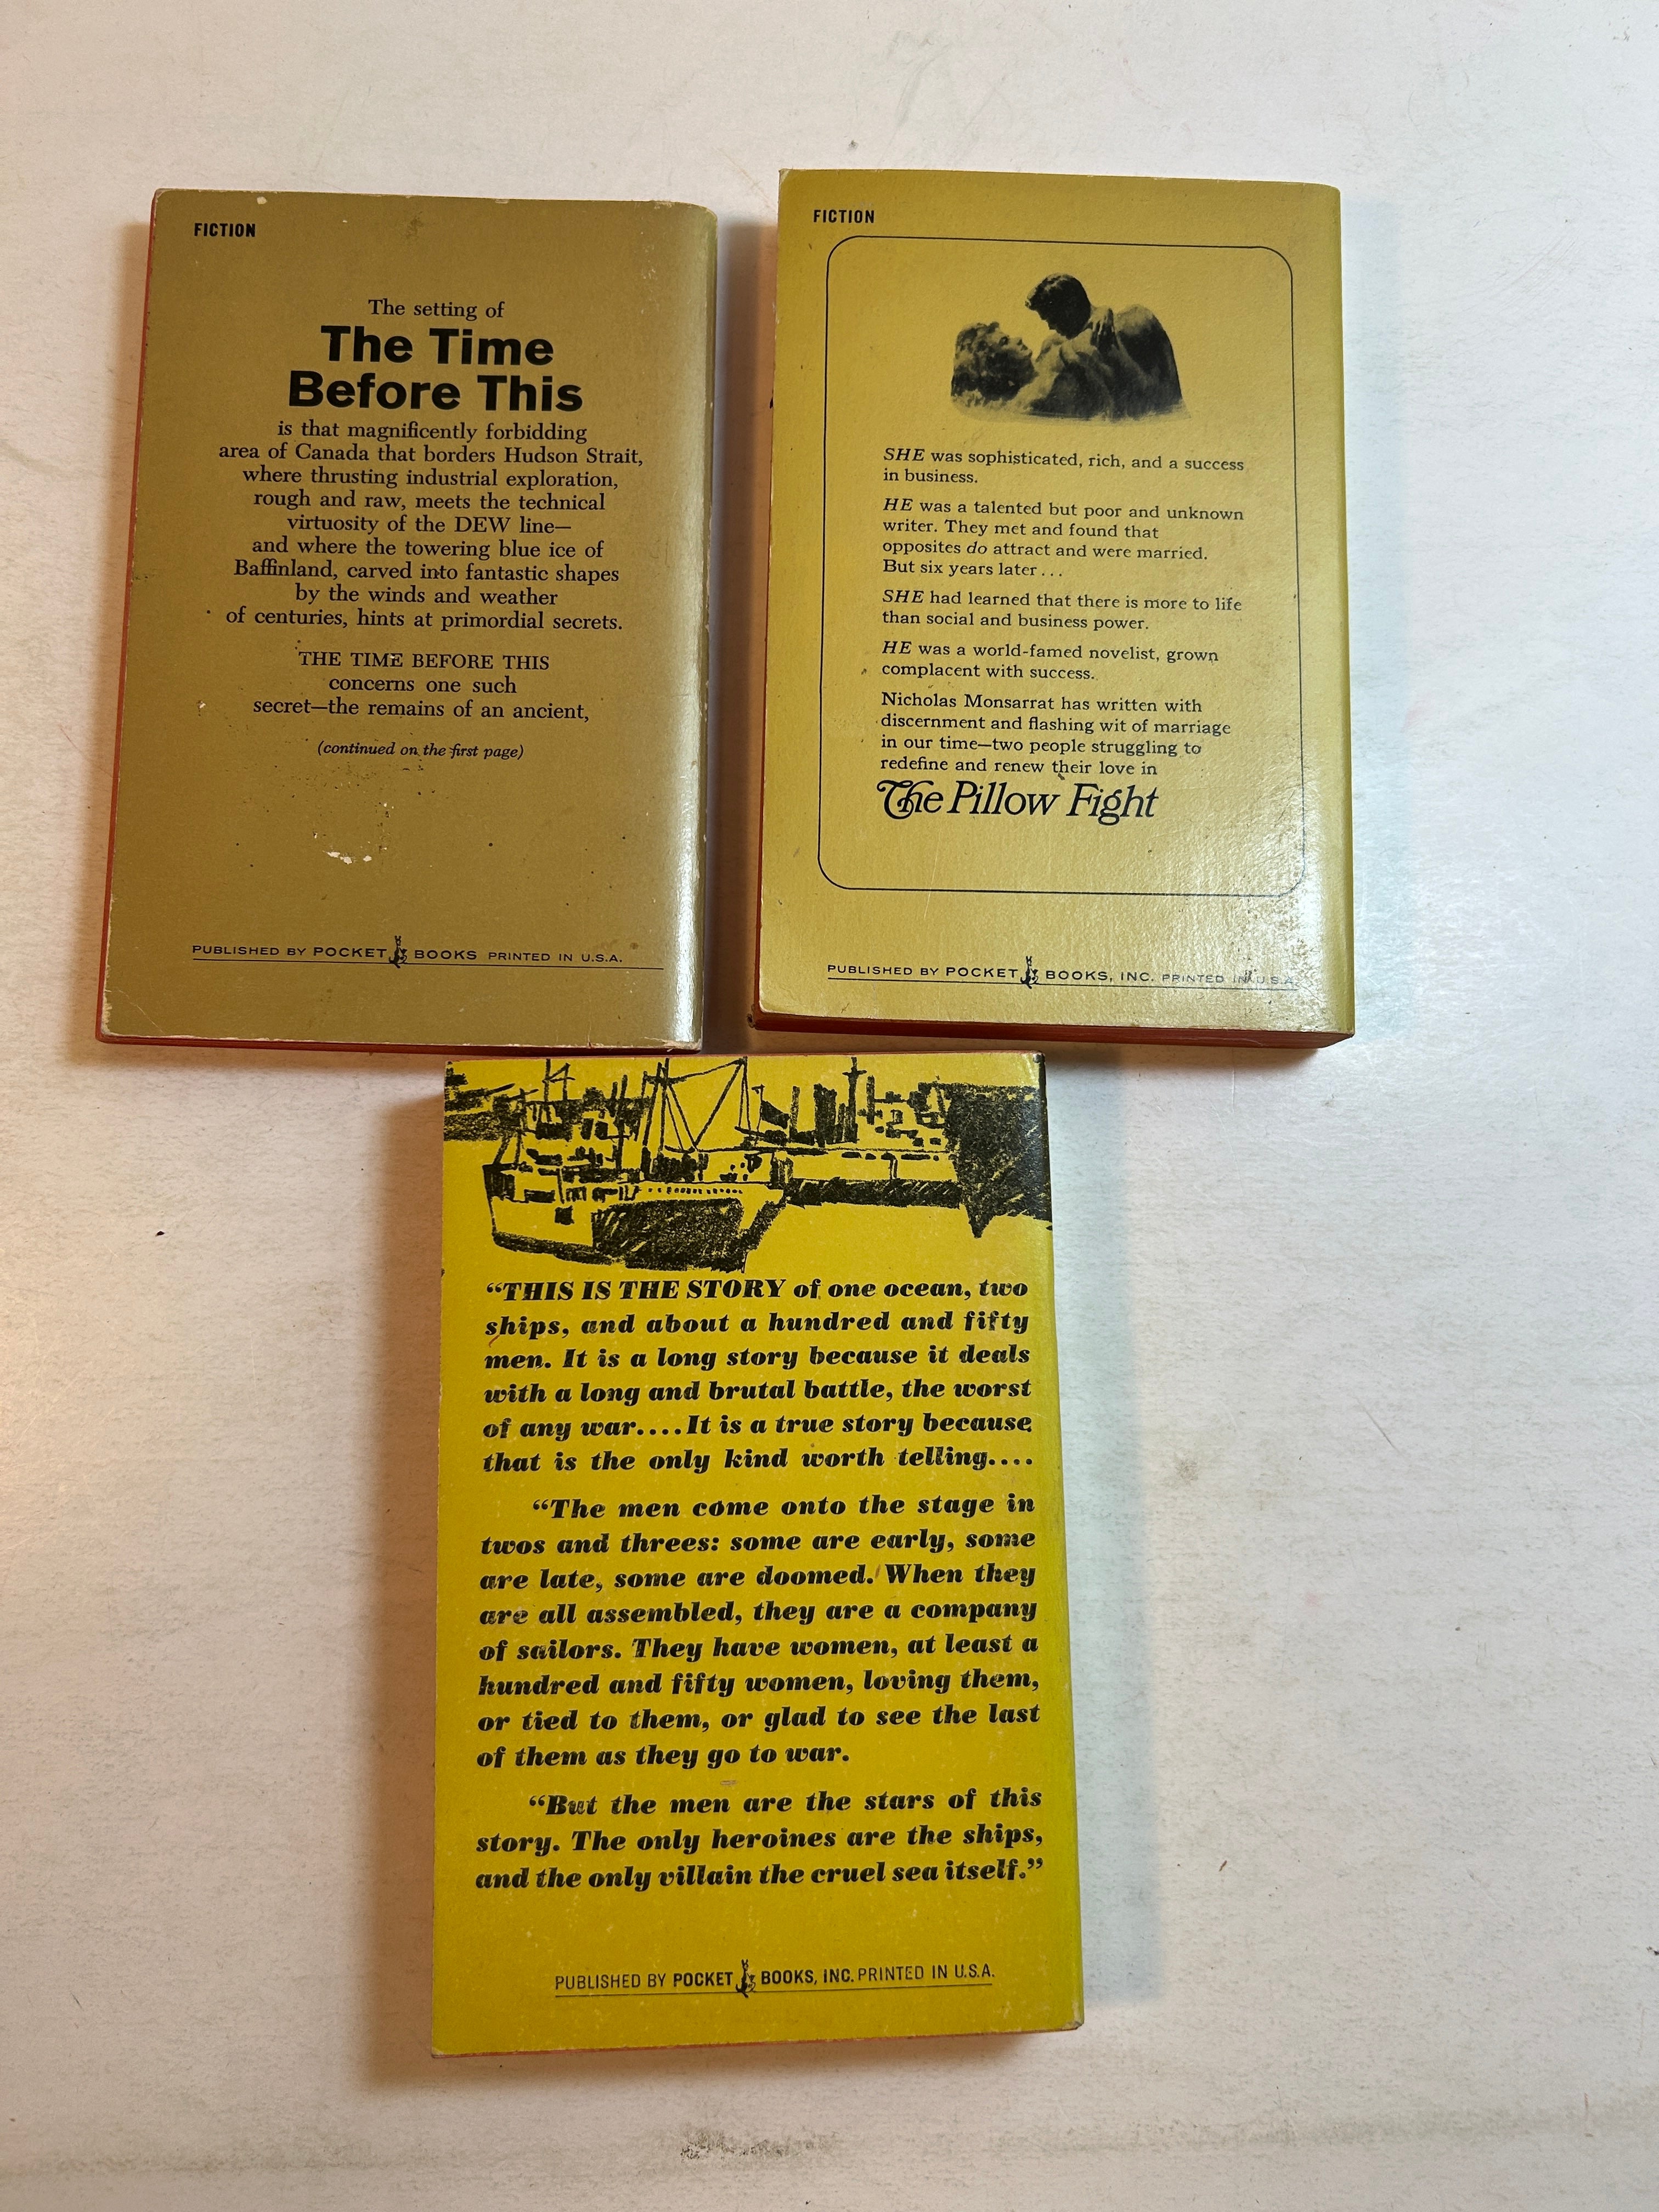 FICTION
The setting of
The Time
Before This
is that magnificently forbidding
area of Canada that borders Hudson Strait,
where thrusting industrial exploration,
rough and raw, meets the technical
virtuosity of the DEW line—
and where the towering blue ice of
Baffinland, carved into fantastic shapes
by the winds and weather
of centuries, hints at primordial secrets.
THE TIME BEFORE THIS
concerns one such
secret—the remains of an ancient,
(continued on the first page)
PUBLISHED BY POCKET BOOKS PRINTED IN U.S.A.
FICTION
SHE was sophisticated, rich, and a success
in business.
HE was a talented but poor and unknown
writer. They met and found that
opposites do attract and were married.
But six years later...
SHE had learned that there is more to life
than social and business power.
HE was a world-famed novelist, grown
complacent with success.
Nicholas Monsarrat has written with
discernment and flashing wit of marriage
in our time—two people struggling to
redefine and renew their love in
The Pillow Fight
PUBLISHED BY POCKET BOOKS, INC. PRINTED IN U.S.A.
“THIS IS THE STORY of one ocean, two
ships, and about a hundred and fifty
men. It is a long story because it deals
with a long and brutal battle, the worst
of any war....It is a true story because
that is the only kind worth telling....
“The men come onto the stage in
twos and threes: some are early, some
are late, some are doomed. When they
are all assembled, they are a company
of sailors. They have women, at least a
hundred and fifty women, loving them,
or tied to them, or glad to see the last
of them as they go to war.
“But the men are the stars of this
story. The only heroines are the ships,
and the only villain the cruel sea itself.”
PUBLISHED BY POCKET BOOKS, INC. PRINTED IN U.S.A.